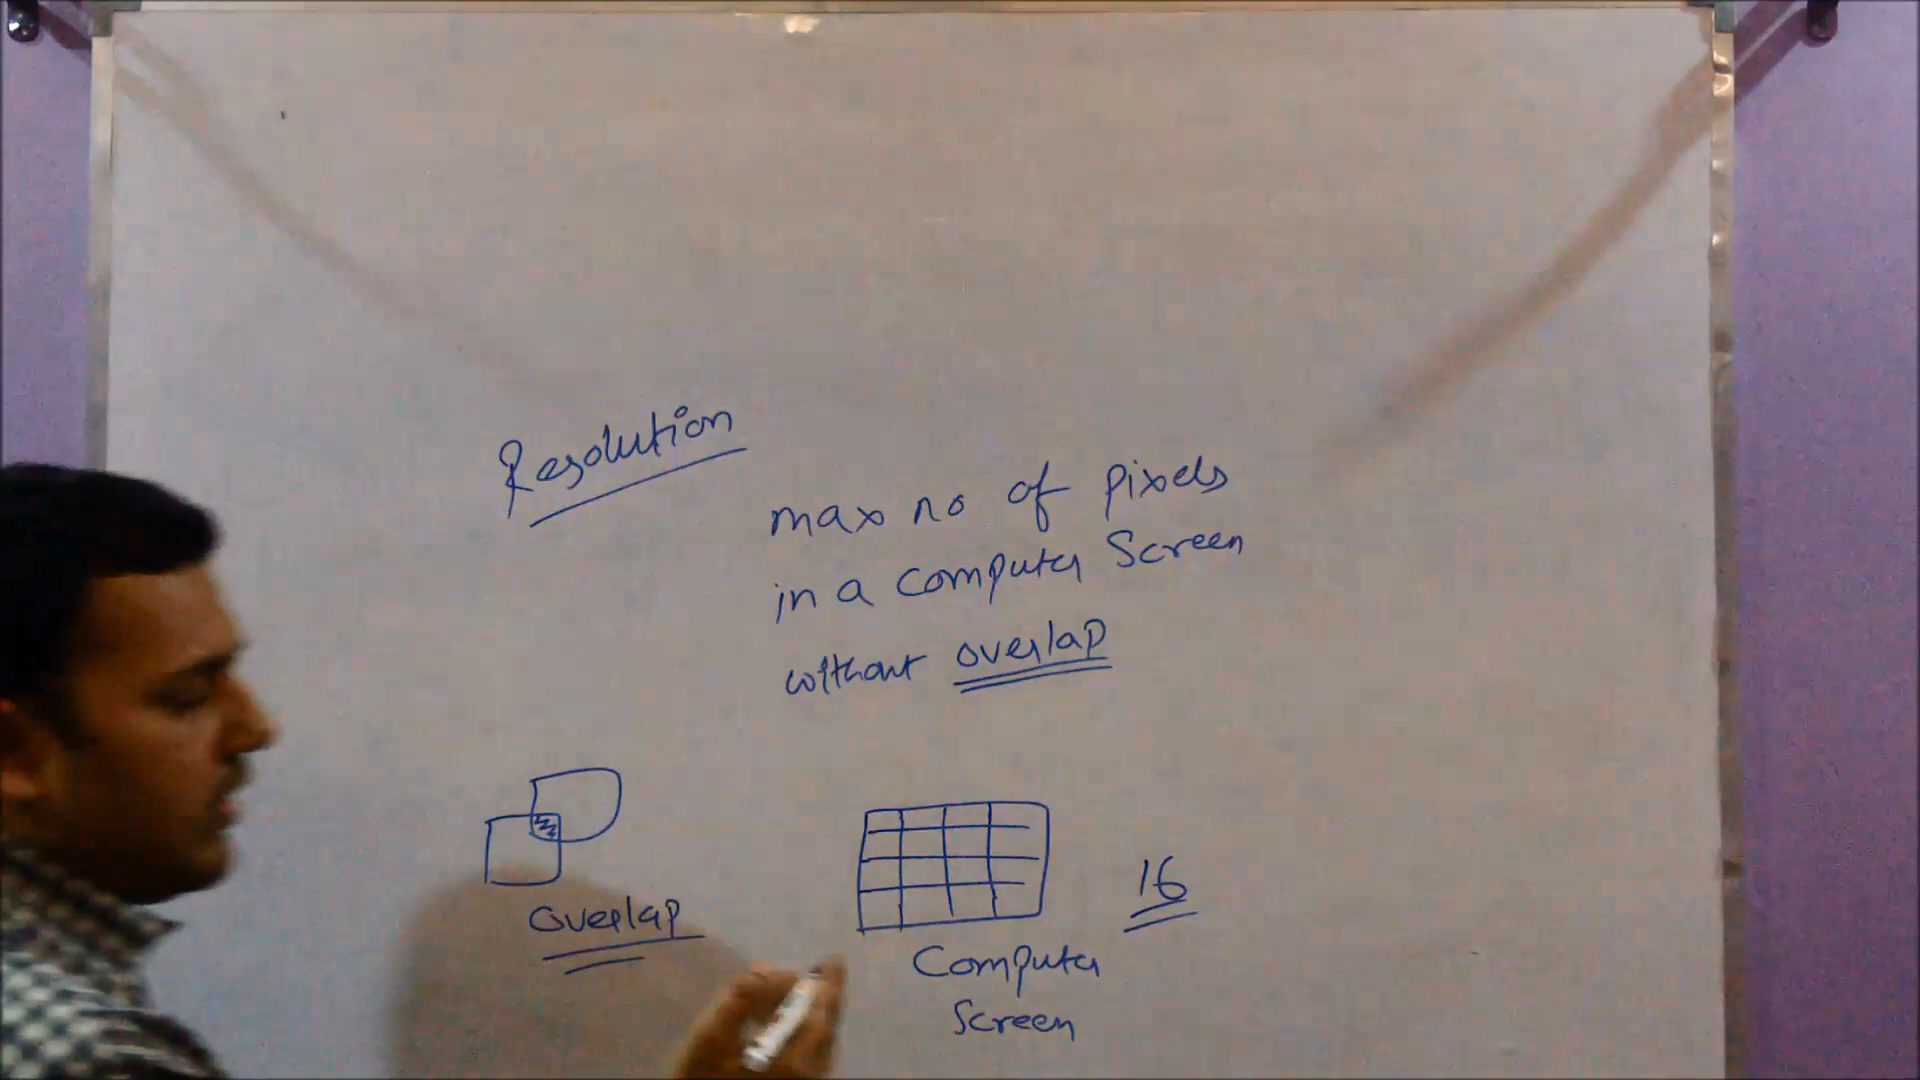 Resolution
max no of pixels
in a computer Screen
without overlap
overlap
16
Computer
Screen